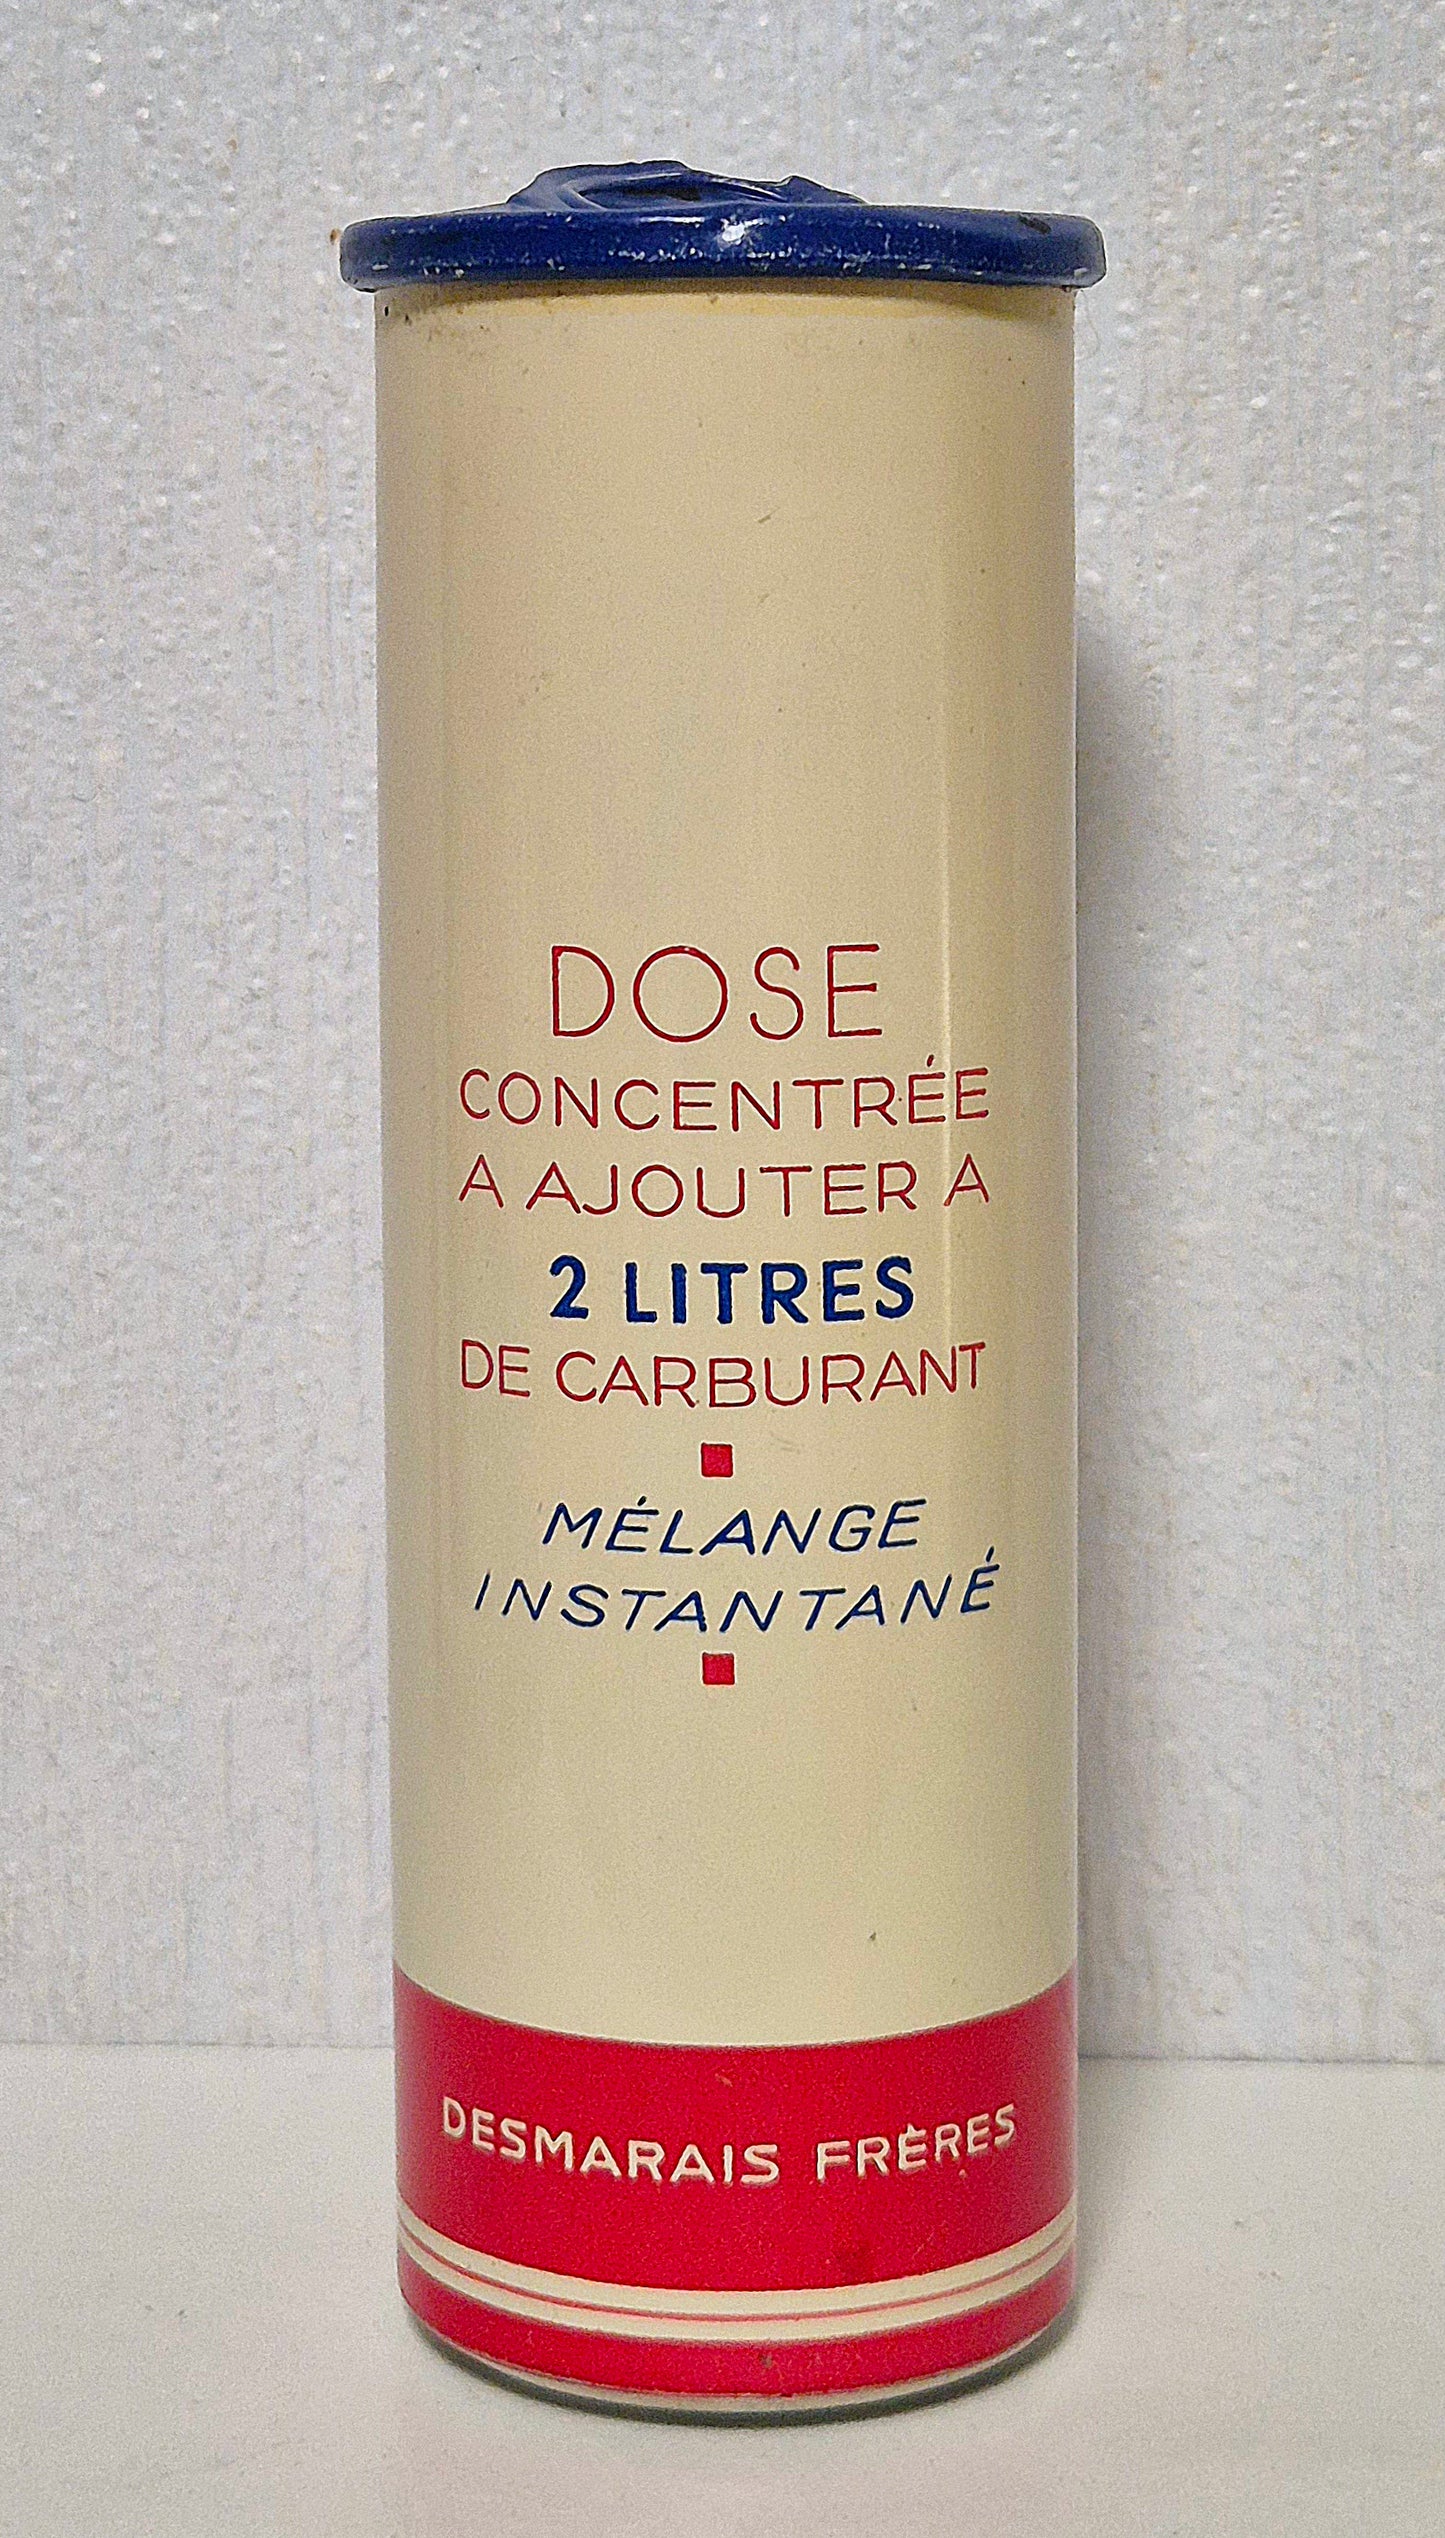 DOSE
CONCENTRÉE
A AJOUTER A
2 LITRES
DE CARBURANT
MÉLANGE
INSTANTANÉ
DESMARAIS FRÈRES